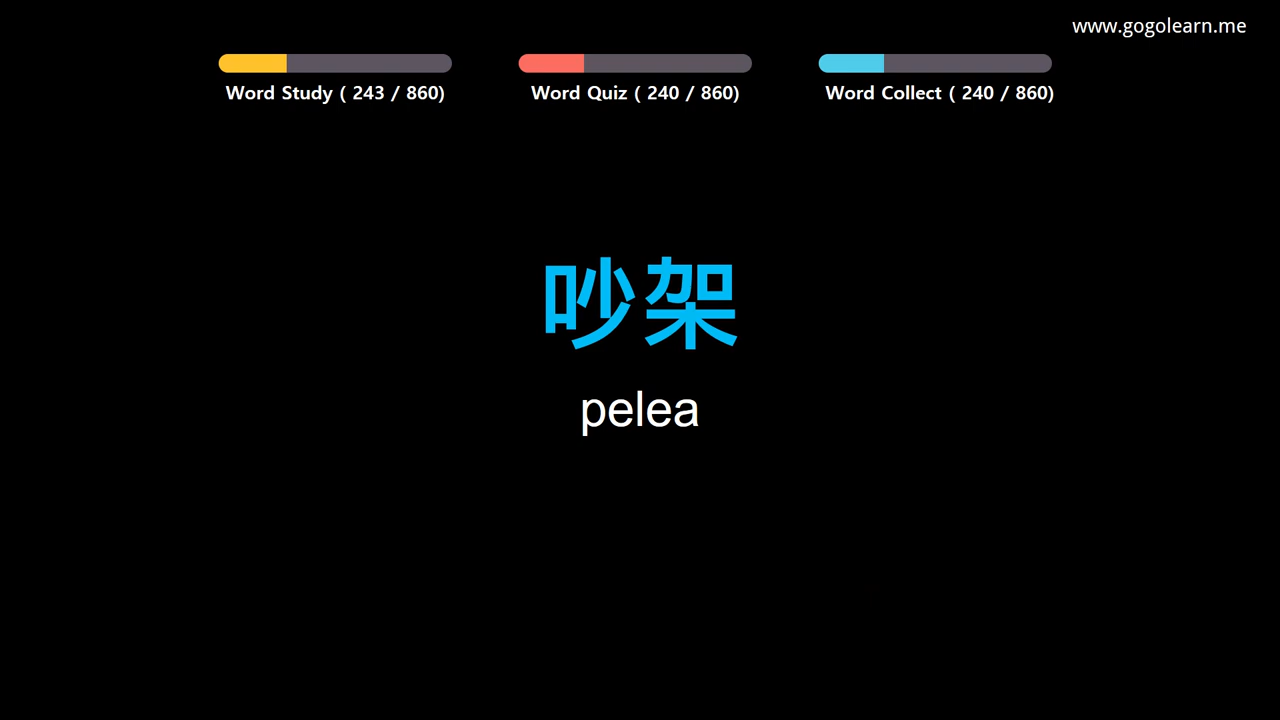 www.gogolearn.me
Word Study ( 243 / 860)
Word Quiz ( 240 / 860)
Word Collect ( 240 / 860)
吵架
pelea